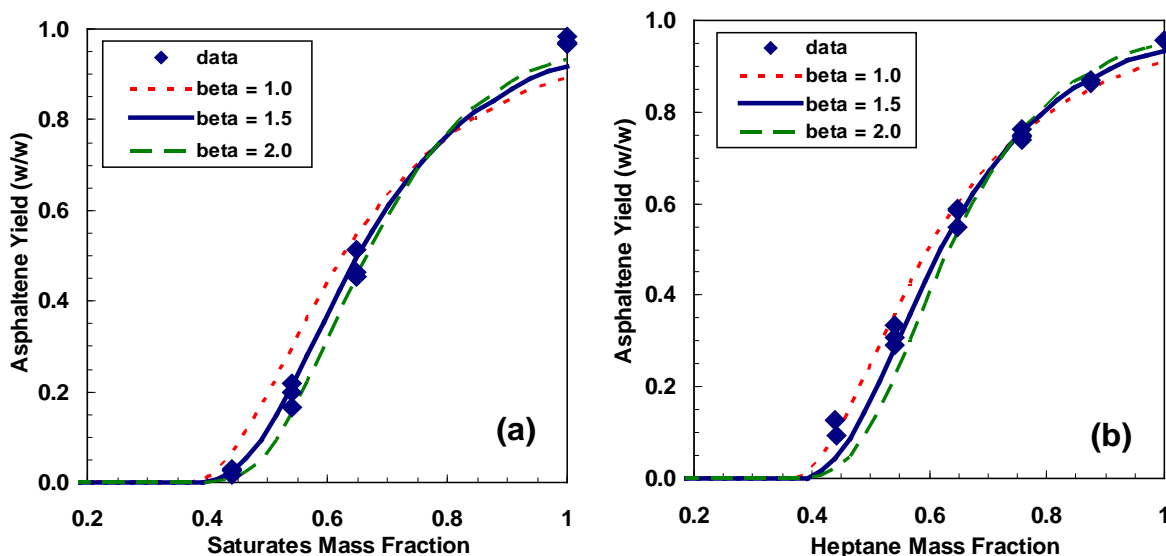 1.0
0.8
0.6
0.4
0.2
0.0
Asphaltene Yield (w/w)
data
beta = 1.0
beta = 1.5
beta = 2.0
(a)
0.2 0.4 0.6 0.8 1
Saturates Mass Fraction
1.0
0.8
0.6
0.4
0.2
0.0
Asphaltene Yield (w/w)
data
beta = 1.0
beta = 1.5
beta = 2.0
(b)
0.2 0.4 0.6 0.8 1
Heptane Mass Fraction